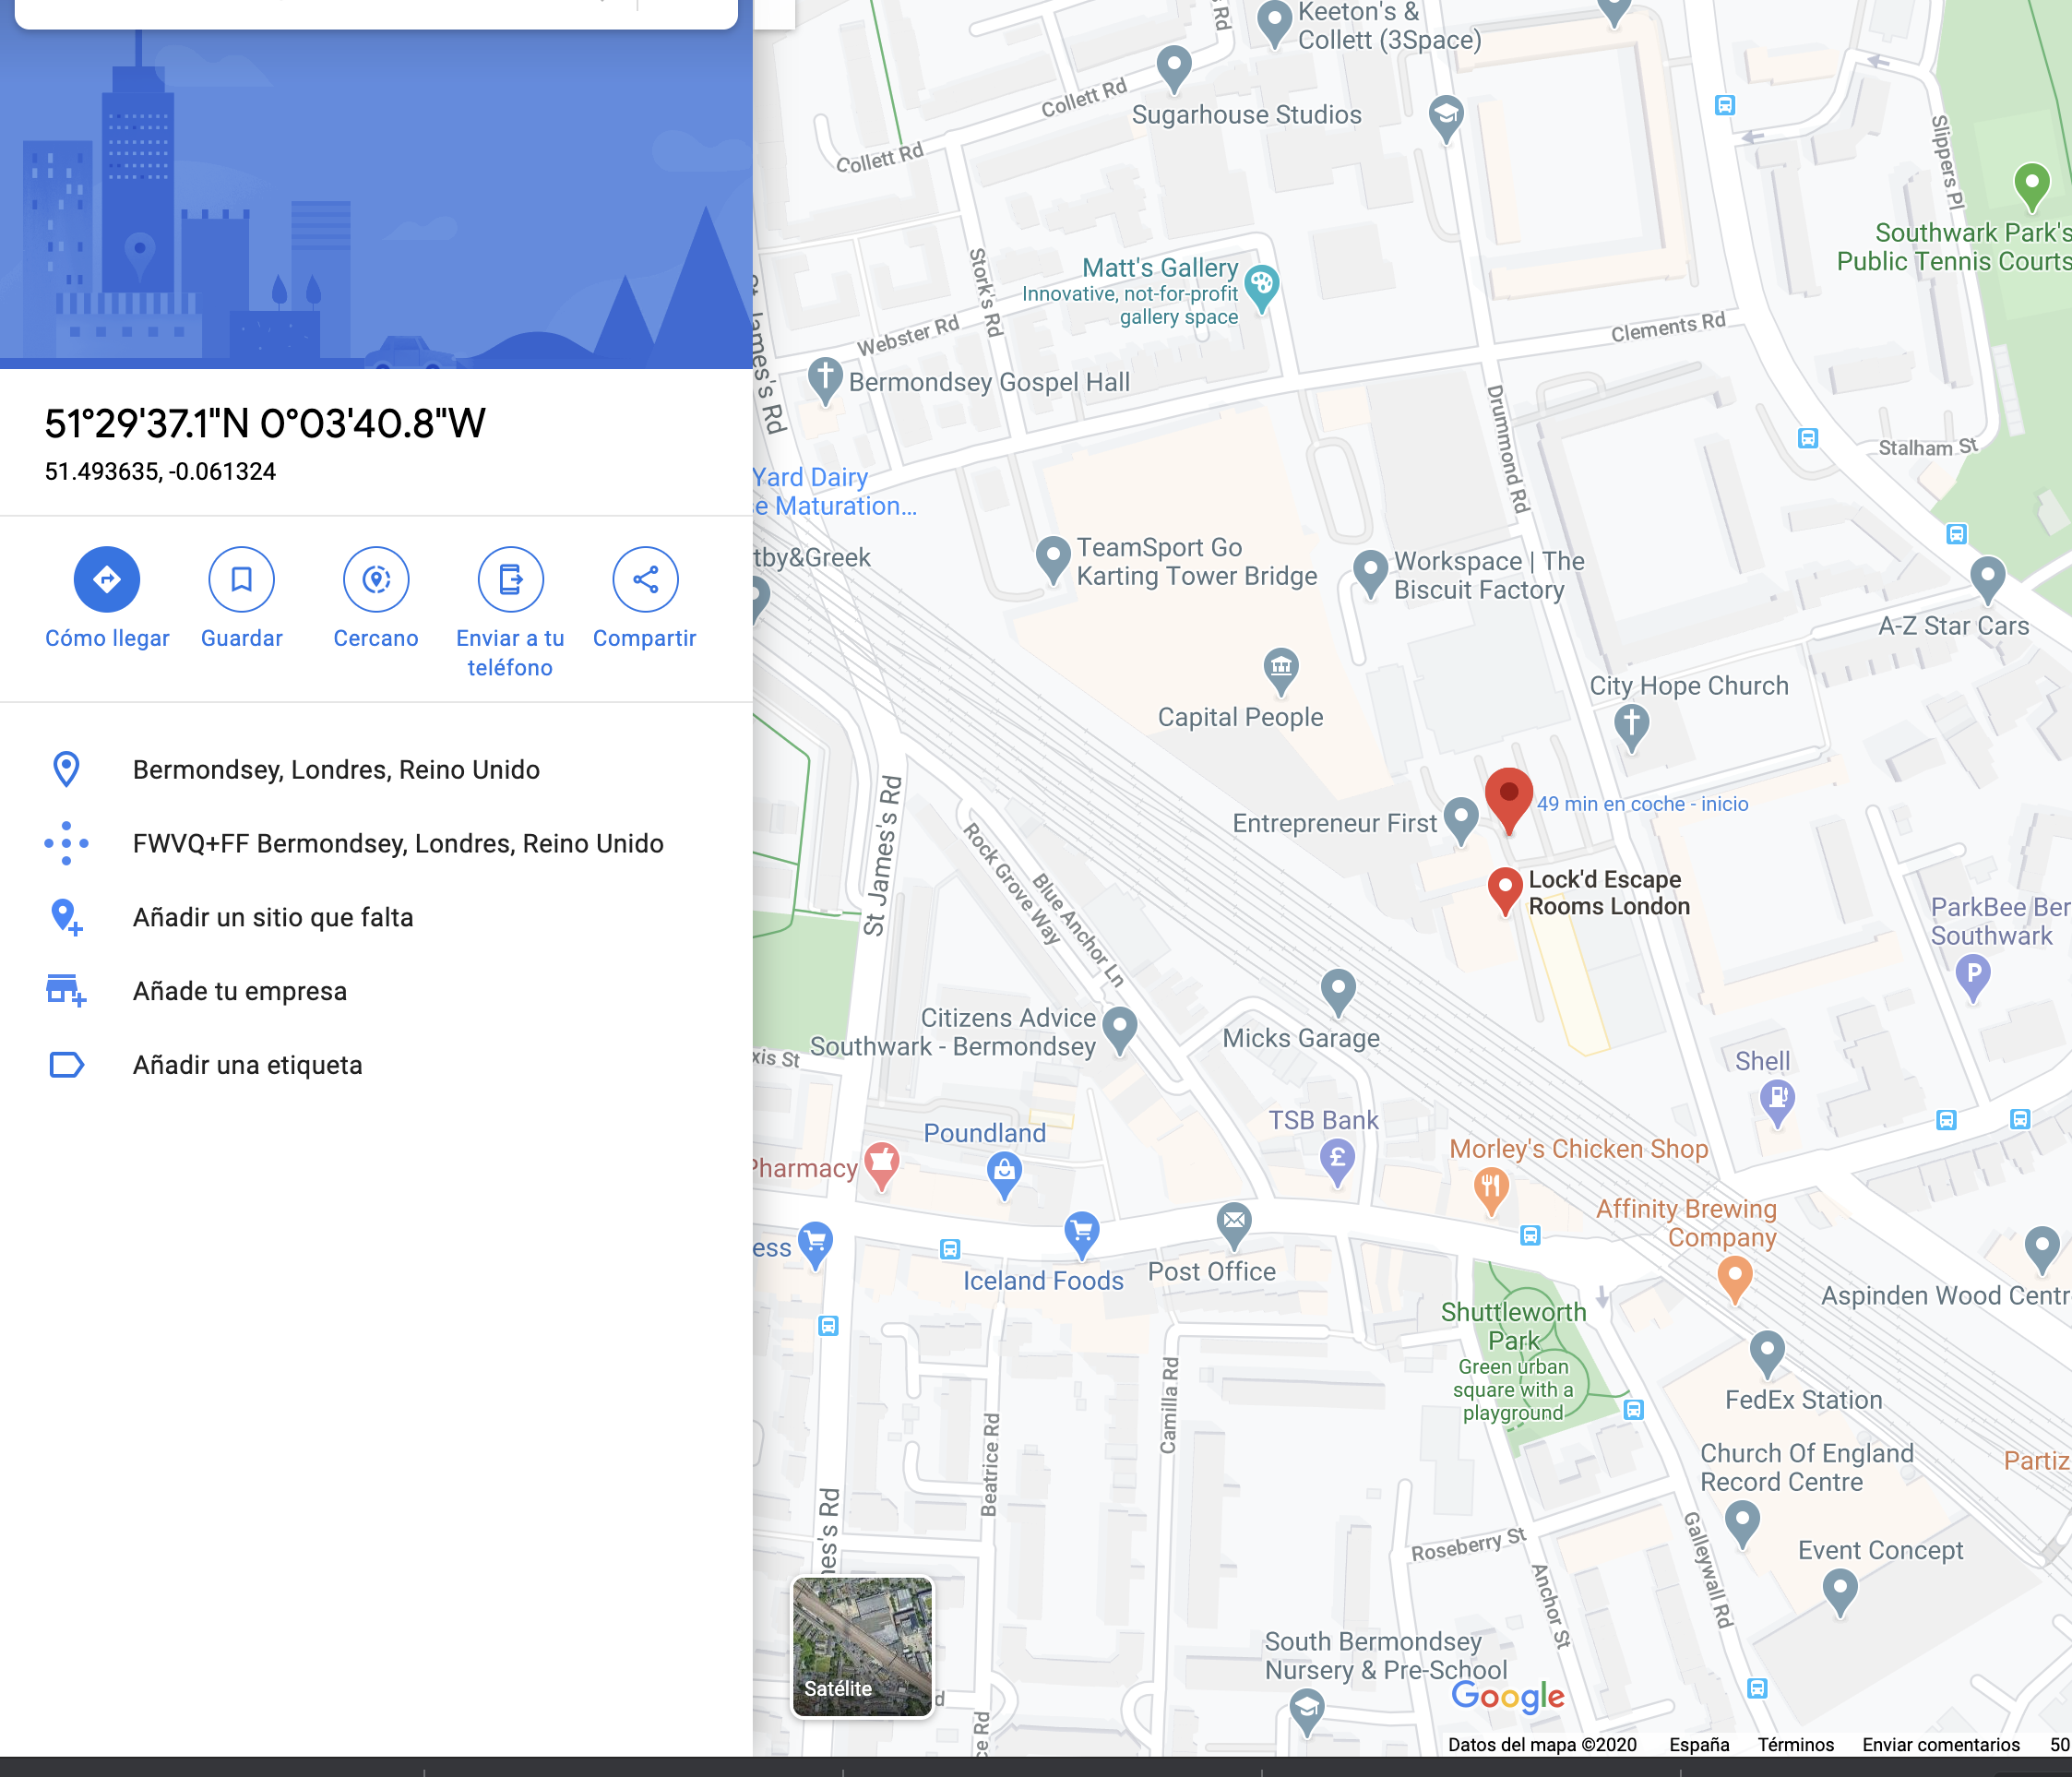 51°29'37.1"N 0°03'40.8"W
51.493635, -0.061324
Cómo llegar
Guardar
Cercano
Enviar a tu
teléfono
Compartir
Bermondsey, Londres, Reino Unido
FWVQ+FF Bermondsey, Londres, Reino Unido
Añadir un sitio que falta
Añade tu empresa
Añadir una etiqueta
Keeton's &
Collett (3Space)
Collett Rd
Sugarhouse Studios
Collett Rd
Slippers Pl
Southwark Park's
Public Tennis Courts
Matt's Gallery
Innovative, not-for-profit
gallery space
Stork's Rd
Webster Rd
Clements Rd
St James's Rd
Bermondsey Gospel Hall
Drummond Rd
Stalham St
Yard Dairy
e Maturation...
tby&Greek
TeamSport Go
Karting Tower Bridge
Workspace | The
Biscuit Factory
A-Z Star Cars
City Hope Church
Capital People
49 min en coche - inicio
Entrepreneur First
St James's Rd
Rock Grove Way
Blue Anchor Ln
Lock'd Escape
Rooms London
ParkBee Ber
Southwark
P
Citizens Advice
Southwark - Bermondsey
Micks Garage
xis St
Shell
Poundland
TSB Bank
£
Pharmacy
Morley's Chicken Shop
Affinity Brewing
Company
ess
Iceland Foods
Post Office
Aspinden Wood Centr
Shuttleworth
Park
Green urban
square with a
playground
FedEx Station
Camilla Rd
Beatrice Rd
Church Of England
Record Centre
Partiz
nes's Rd
Roseberry St
Galleywall Rd
Anchor St
Event Concept
South Bermondsey
Nursery & Pre-School
Satélite
d
ce Rd
Google
Datos del mapa ©2020
España
Términos
Enviar comentarios
50